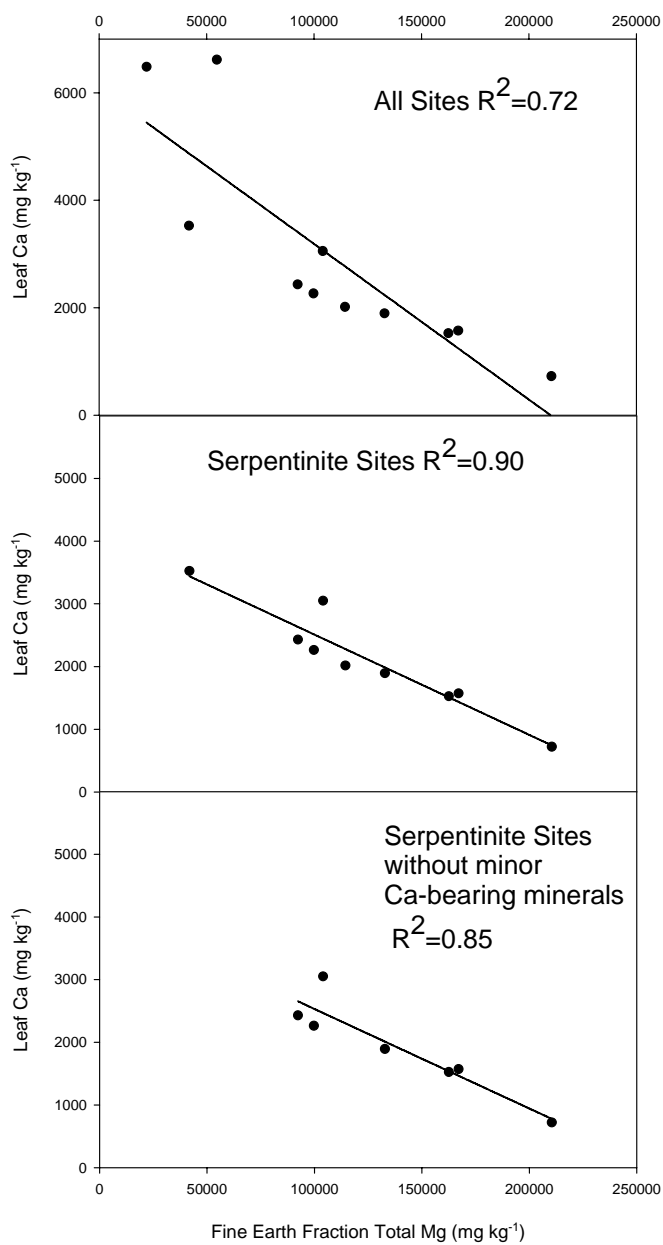 0 50000 100000 150000 200000 250000
All Sites R²=0.72
6000
4000
2000
0
Leaf Ca (mg kg⁻¹)
Serpentinite Sites R²=0.90
5000
4000
3000
2000
1000
0
Leaf Ca (mg kg⁻¹)
Serpentinite Sites
without minor
Ca-bearing minerals
R²=0.85
5000
4000
3000
2000
1000
0
Leaf Ca (mg kg⁻¹)
0 50000 100000 150000 200000 250000
Fine Earth Fraction Total Mg (mg kg⁻¹)